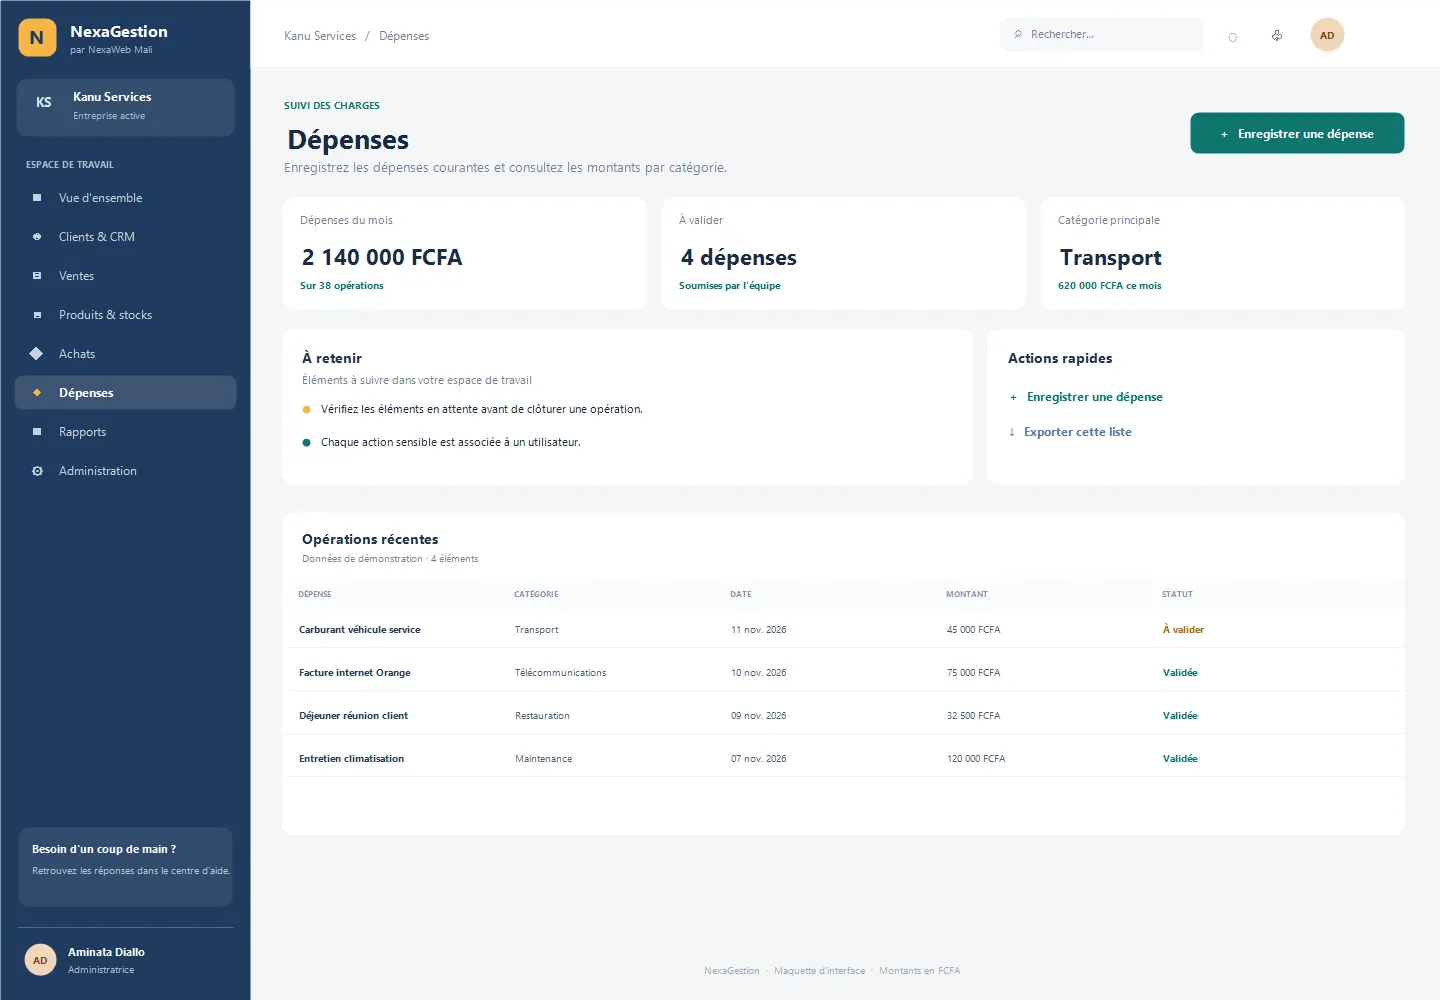 N
NexaGestion
par NexaWeb Mali
KS
Kanu Services
Entreprise active
ESPACE DE TRAVAIL
Vue d'ensemble
Clients & CRM
Ventes
Produits & stocks
Achats
Dépenses
Rapports
Administration
Besoin d'un coup de main ?
Retrouvez les réponses dans le centre d'aide.
AD
Aminata Diallo
Administratrice
Kanu Services / Dépenses
Rechercher...
AD
SUIVI DES CHARGES
Dépenses
Enregistrez les dépenses courantes et consultez les montants par catégorie.
+ Enregistrer une dépense
Dépenses du mois
2 140 000 FCFA
Sur 38 opérations
À valider
4 dépenses
Soumises par l'équipe
Catégorie principale
Transport
620 000 FCFA ce mois
À retenir
Éléments à suivre dans votre espace de travail
Vérifiez les éléments en attente avant de clôturer une opération.
Chaque action sensible est associée à un utilisateur.
Actions rapides
+ Enregistrer une dépense
↓ Exporter cette liste
Opérations récentes
Données de démonstration · 4 éléments
DÉPENSE CATÉGORIE DATE MONTANT STATUT
Carburant véhicule service Transport 11 nov. 2026 45 000 FCFA À valider
Facture internet Orange Télécommunications 10 nov. 2026 75 000 FCFA Validée
Déjeuner réunion client Restauration 09 nov. 2026 32 500 FCFA Validée
Entretien climatisation Maintenance 07 nov. 2026 120 000 FCFA Validée
NexaGestion · Maquette d'interface · Montants en FCFA